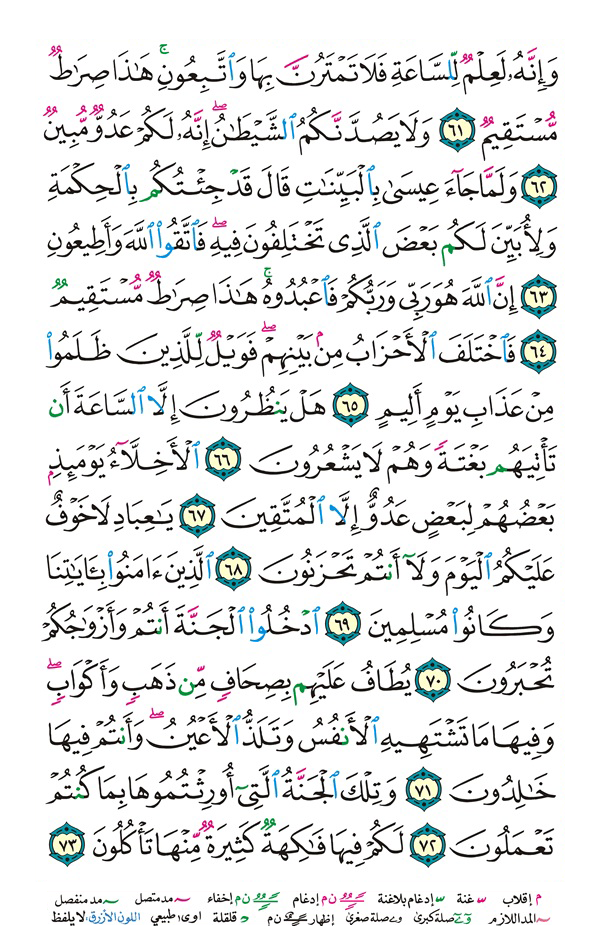 وَإِنَّهُۥ لَعِلۡمٞ لِّلسَّاعَةِ فَلَا تَمۡتَرُنَّ بِهَا وَٱتَّبِعُونِۚ هَٰذَا صِرَٰطٞ
مُّسۡتَقِيمٞ ٦١ وَلَا يَصُدَّنَّكُمُ ٱلشَّيۡطَٰنُۖ إِنَّهُۥ لَكُمۡ عَدُوّٞ مُّبِينٞ
٦٢ وَلَمَّا جَآءَ عِيسَىٰ بِٱلۡبَيِّنَٰتِ قَالَ قَدۡ جِئۡتُكُم بِٱلۡحِكۡمَةِ
وَلِأُبَيِّنَ لَكُم بَعۡضَ ٱلَّذِي تَخۡتَلِفُونَ فِيهِۖ فَٱتَّقُواْ ٱللَّهَ وَأَطِيعُونِ
٦٣ إِنَّ ٱللَّهَ هُوَ رَبِّي وَرَبُّكُمۡ فَٱعۡبُدُوهُۚ هَٰذَا صِرَٰطٞ مُّسۡتَقِيمٞ
٦٤ فَٱخۡتَلَفَ ٱلۡأَحۡزَابُ مِنۢ بَيۡنِهِمۡۖ فَوَيۡلٞ لِّلَّذِينَ ظَلَمُواْ
مِنۡ عَذَابِ يَوۡمٍ أَلِيمٍ ٦٥ هَلۡ يَنظُرُونَ إِلَّا ٱلسَّاعَةَ أَن
تَأۡتِيَهُم بَغۡتَةٗ وَهُمۡ لَا يَشۡعُرُونَ ٦٦ ٱلۡأَخِلَّآءُ يَوۡمَئِذِۭ
بَعۡضُهُمۡ لِبَعۡضٍ عَدُوٌّ إِلَّا ٱلۡمُتَّقِينَ ٦٧ يَٰعِبَادِ لَا خَوۡفٌ
عَلَيۡكُمُ ٱلۡيَوۡمَ وَلَآ أَنتُمۡ تَحۡزَنُونَ ٦٨ ٱلَّذِينَ ءَامَنُواْ بِـَٔايَٰتِنَا
وَكَانُواْ مُسۡلِمِينَ ٦٩ ٱدۡخُلُواْ ٱلۡجَنَّةَ أَنتُمۡ وَأَزۡوَٰجُكُمۡ
تُحۡبَرُونَ ٧٠ يُطَافُ عَلَيۡهِم بِصِحَافٖ مِّن ذَهَبٖ وَأَكۡوَابٖۖ
وَفِيهَا مَا تَشۡتَهِيهِ ٱلۡأَنفُسُ وَتَلَذُّ ٱلۡأَعۡيُنُۖ وَأَنتُمۡ فِيهَا
خَٰلِدُونَ ٧١ وَتِلۡكَ ٱلۡجَنَّةُ ٱلَّتِيٓ أُورِثۡتُمُوهَا بِمَا كُنتُمۡ
تَعۡمَلُونَ ٧٢ لَكُمۡ فِيهَا فَٰكِهَةٞ كَثِيرَةٞ مِّنۡهَا تَأۡكُلُونَ ٧٣
م إقلاب غنة إدغام بلاغنة ن م إدغام ن م إخفاء مد متصل مد منفصل
المد اللازم صلة كبرى صلة صغرى إظهار ن م قلقلة اوى طبيعي اللون الأزرق: لا يلفظ